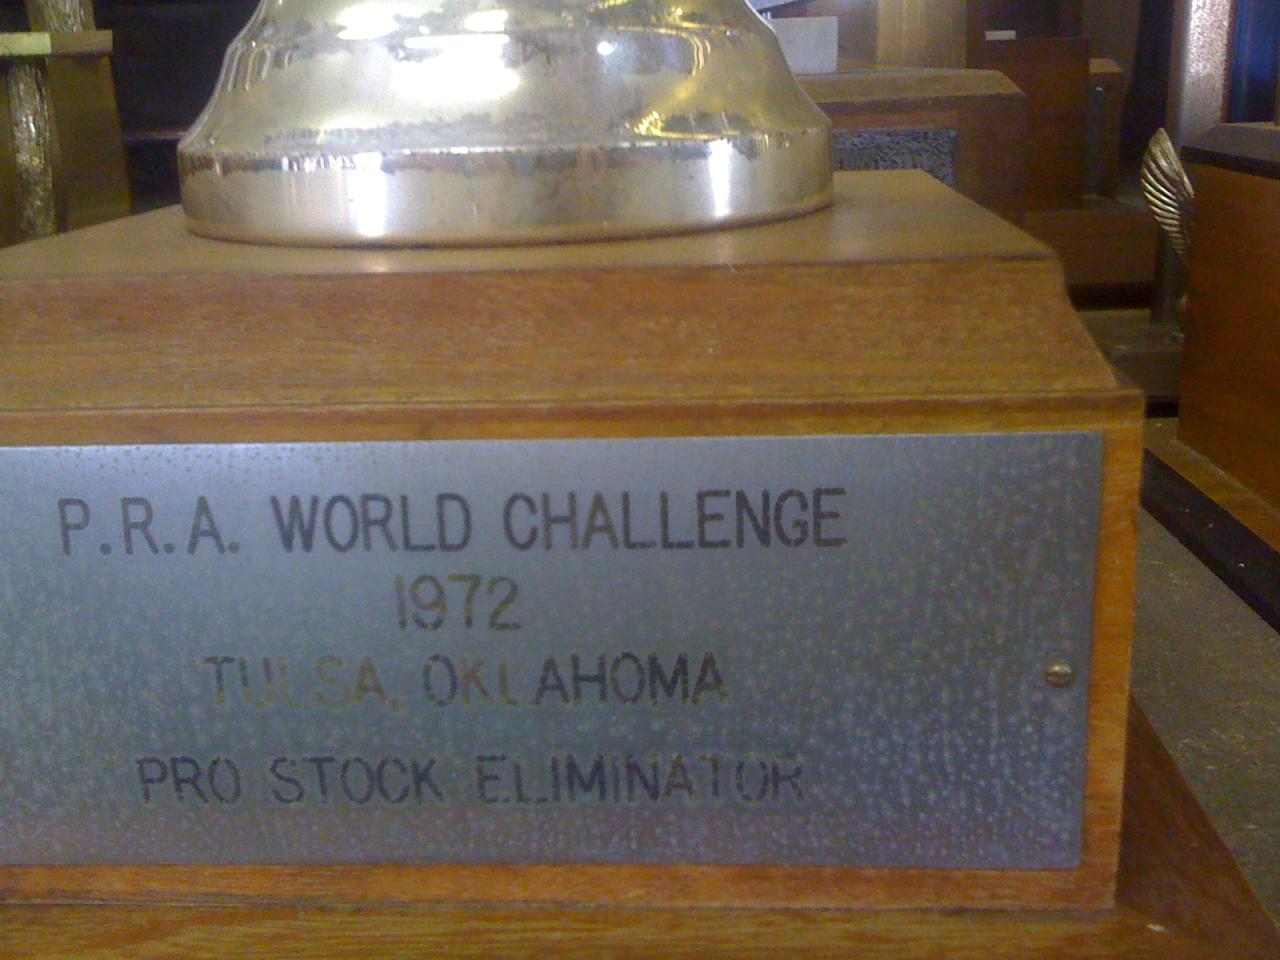 P.R.A. WORLD CHALLENGE
1972
TULSA, OKLAHOMA
PRO STOCK ELIMINATOR